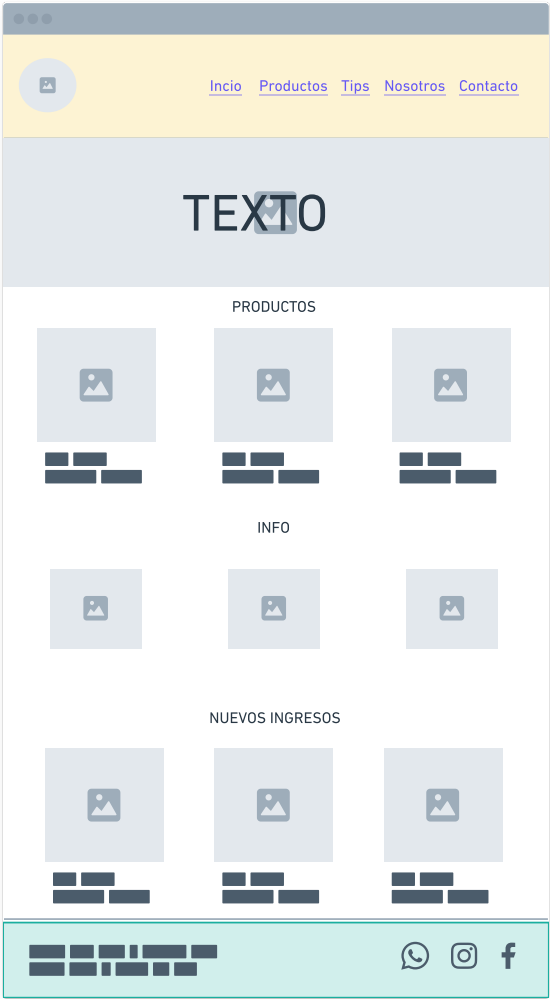 Incio Productos Tips Nosotros Contacto
TEXTO
PRODUCTOS
INFO
NUEVOS INGRESOS